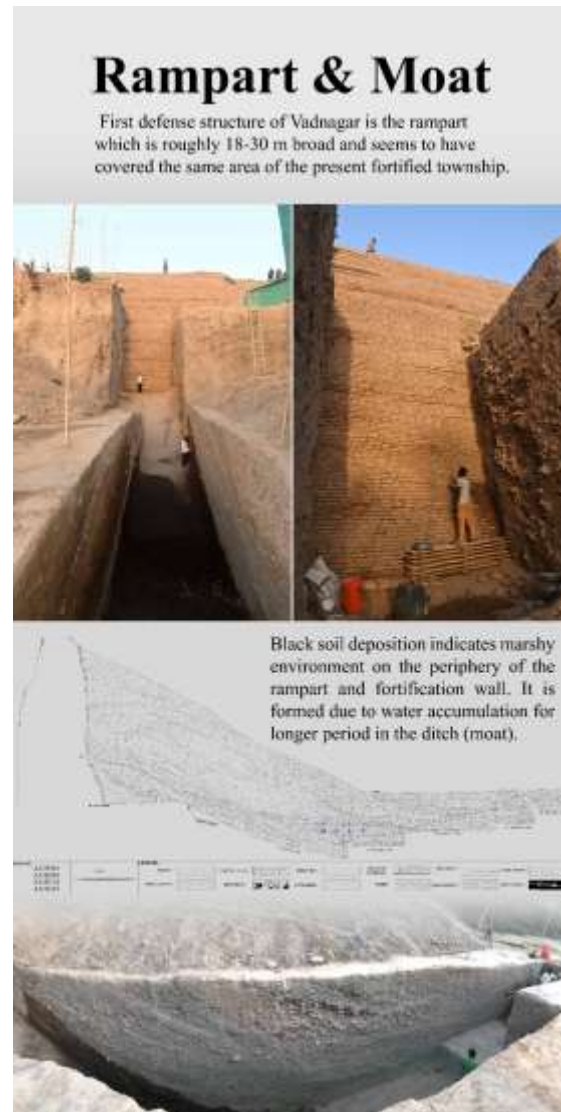 Rampart & Moat
First defense structure of Vadnagar is the rampart
which is roughly 18-30 m broad and seems to have
covered the same area of the present fortified township.
Black soil deposition indicates marshy
environment on the periphery of the
rampart and fortification wall. It is
formed due to water accumulation for
longer period in the ditch (moat).